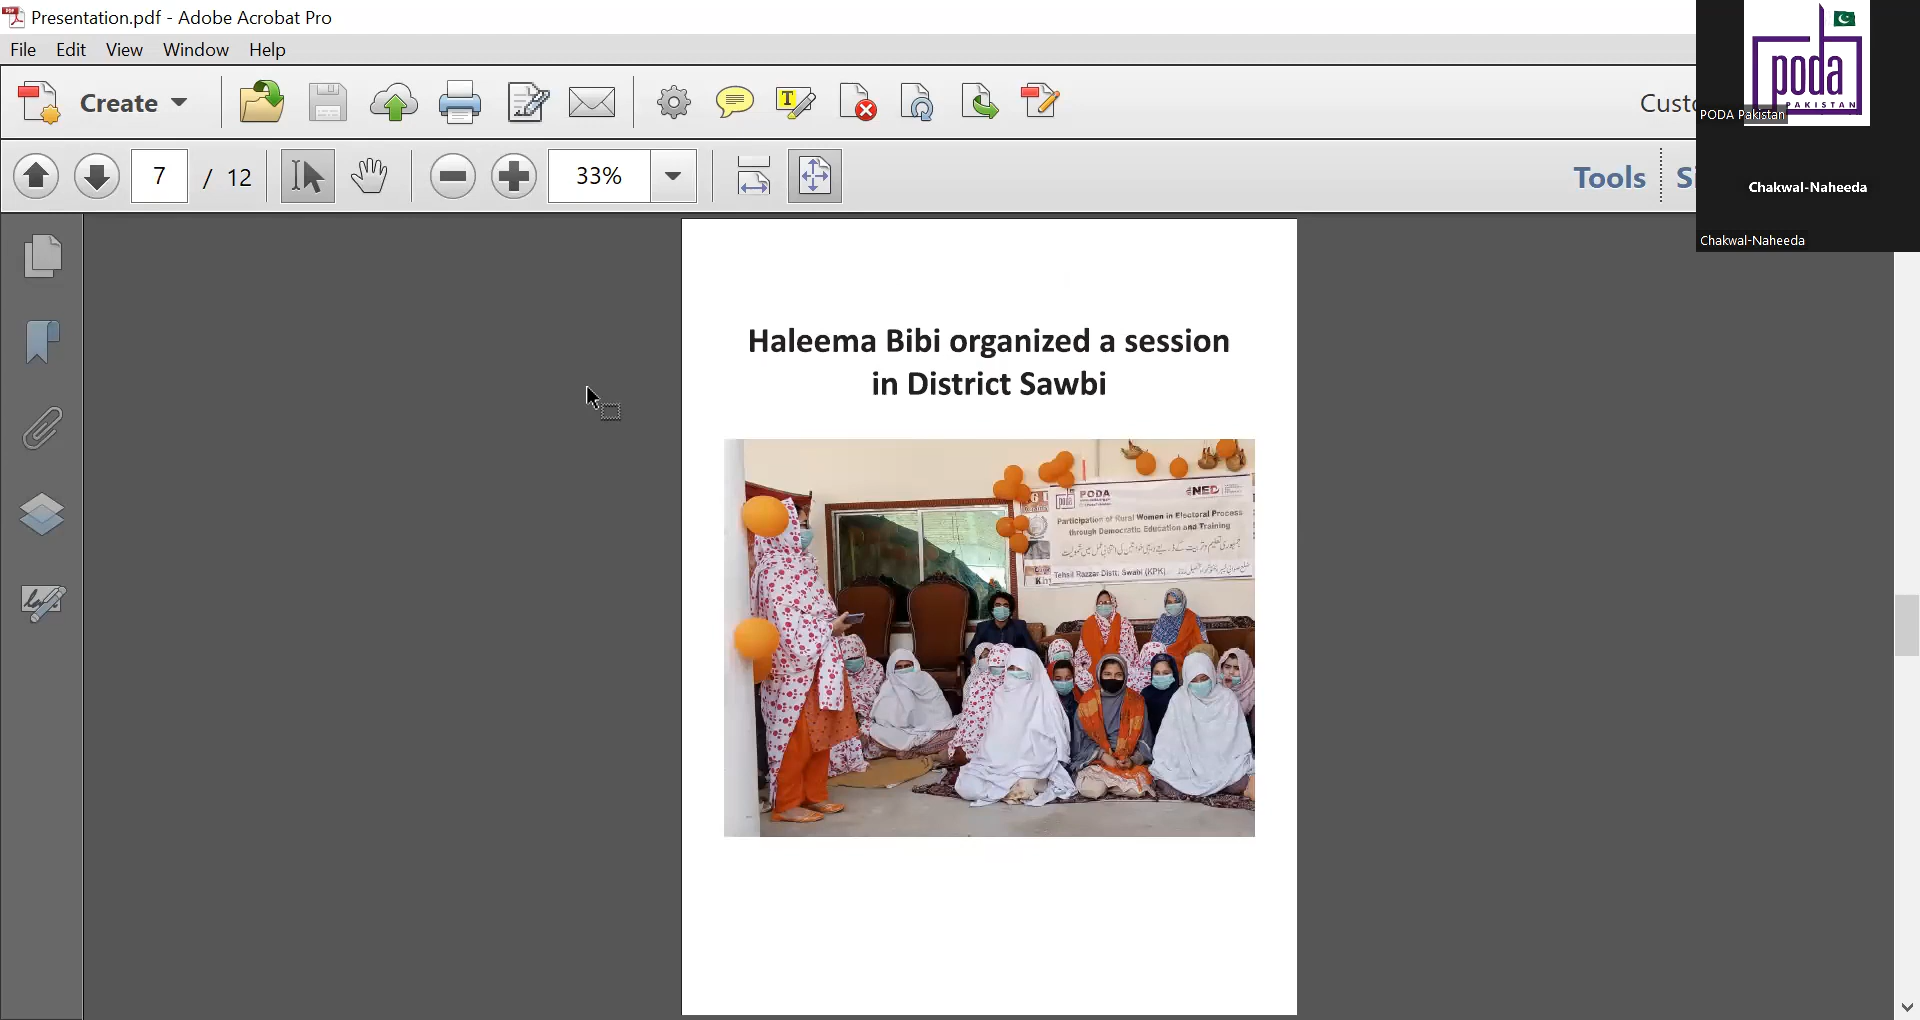 Presentation.pdf - Adobe Acrobat Pro
File Edit View Window Help
Create
7 / 12
33%
Tools
PODA Pakistan
poda
PAKISTAN
Chakwal-Naheeda
Chakwal-Naheeda
Haleema Bibi organized a session
in District Sawbi
poda PODA
NED
Participation of Rural Women in Electoral Process
through Democratic Education and Training
Tehsil Razzar Distt: Swabi (KPK)